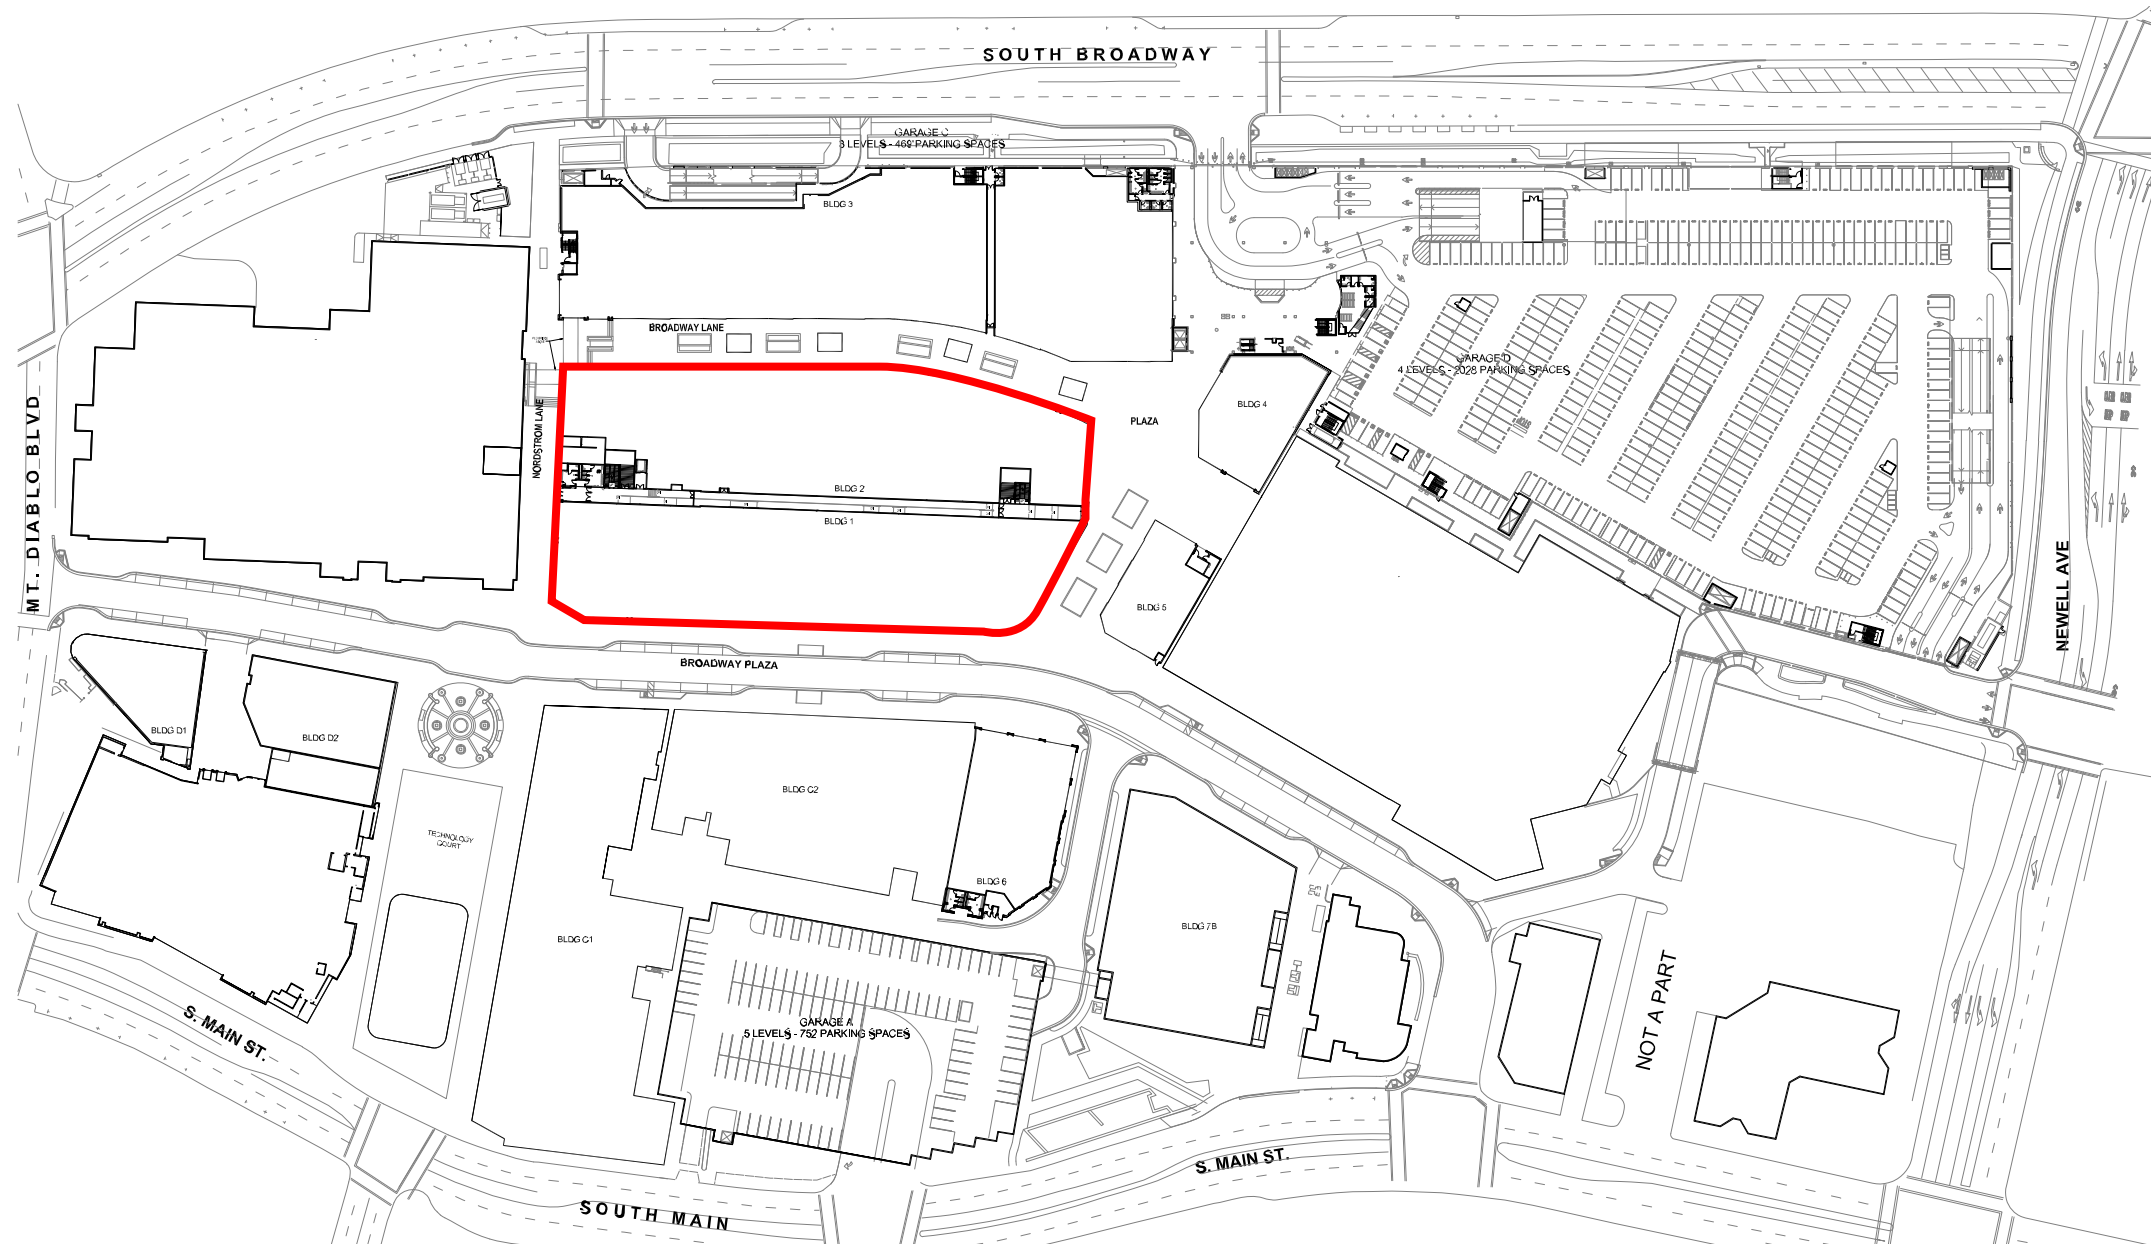 SOUTH BROADWAY
GARAGE C
3 LEVELS - 469 PARKING SPACES
BLDG 3
BROADWAY LANE
GARAGE D
4 LEVELS - 2028 PARKING SPACES
MT. DIABLO BLVD
NORDSTROM LANE
PLAZA
BLDG 4
BLDG 2
BLDG 1
STOP
NEWELL AVE
BLDG 5
BROADWAY PLAZA
BLDG D1
BLDG D2
BLDG C2
TECHNOLOGY
COURT
BLDG 6
BLDG 7B
BLDG C1
NOT A PART
S. MAIN ST.
GARAGE A
5 LEVELS - 752 PARKING SPACES
S. MAIN ST.
SOUTH MAIN